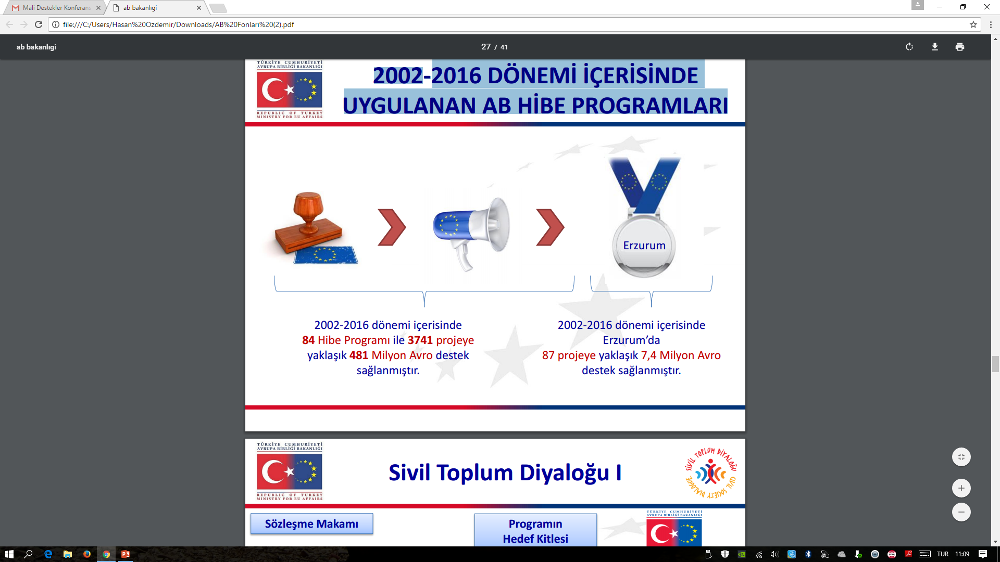 Mali Destekler Konferans
ab bakanlıgi
file:///C:/Users/Hasan%20Ozdemir/Downloads/AB%20Fonları%20(2).pdf
ab bakanlıgi
27 / 41
TÜRKİYE CUMHURİYETİ
AVRUPA BİRLİĞİ BAKANLIĞI
REPUBLIC OF TURKEY
MINISTRY FOR EU AFFAIRS
2002-2016 DÖNEMİ İÇERİSİNDE
UYGULANAN AB HİBE PROGRAMLARI
Erzurum
2002-2016 dönemi içerisinde
84 Hibe Programı ile 3741 projeye
yaklaşık 481 Milyon Avro destek
sağlanmıştır.
2002-2016 dönemi içerisinde
Erzurum’da
87 projeye yaklaşık 7,4 Milyon Avro
destek sağlanmıştır.
TÜRKİYE CUMHURİYETİ
AVRUPA BİRLİĞİ BAKANLIĞI
REPUBLIC OF TURKEY
MINISTRY FOR EU AFFAIRS
Sivil Toplum Diyaloğu I
SİVİL TOPLUM DİYALOĞU
CIVIL SOCIETY DIALOGUE
Sözleşme Makamı
Programın
Hedef Kitlesi
TÜRKİYE CUMHURİYETİ
AVRUPA BİRLİĞİ BAKANLIĞI
TUR
11:09